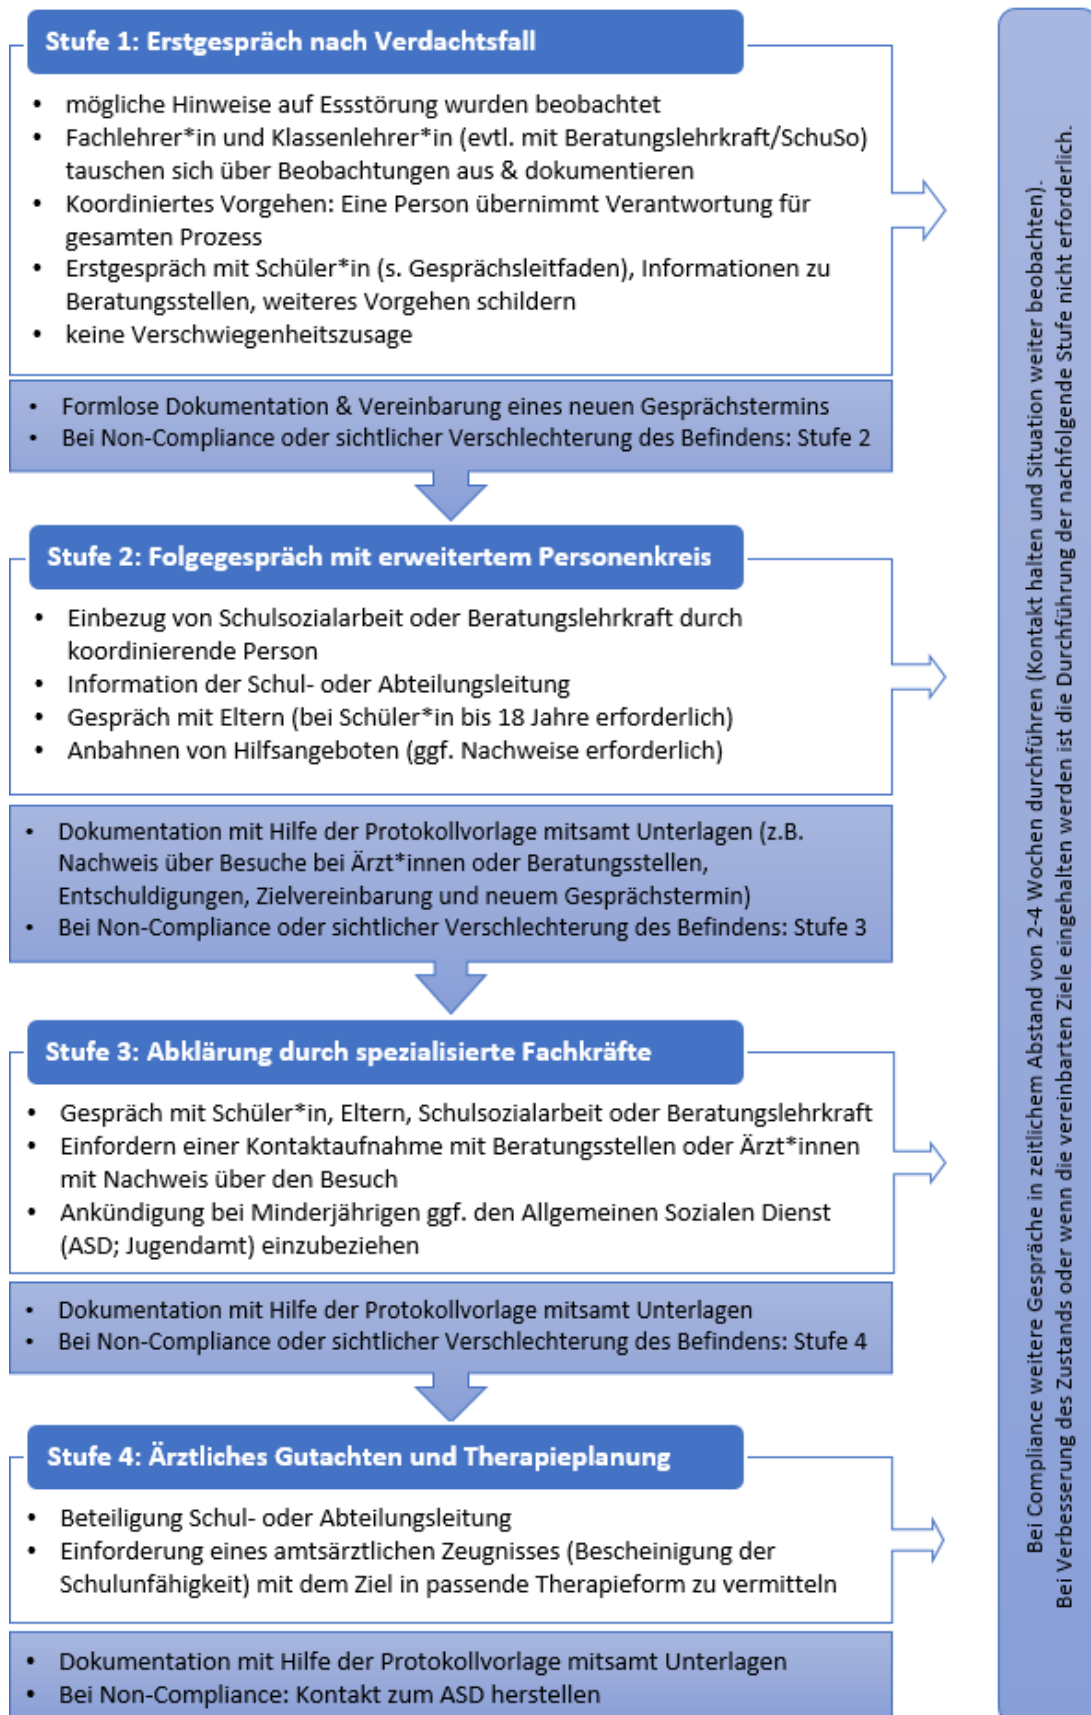 Stufe 1: Erstgespräch nach Verdachtsfall
• mögliche Hinweise auf Essstörung wurden beobachtet
• Fachlehrer*in und Klassenlehrer*in (evtl. mit Beratungslehrkraft/SchuSo)
tauschen sich über Beobachtungen aus & dokumentieren
• Koordiniertes Vorgehen: Eine Person übernimmt Verantwortung für
gesamten Prozess
• Erstgespräch mit Schüler*in (s. Gesprächsleitfaden), Informationen zu
Beratungsstellen, weiteres Vorgehen schildern
• keine Verschwiegenheitszusage
• Formlose Dokumentation & Vereinbarung eines neuen Gesprächstermins
• Bei Non-Compliance oder sichtlicher Verschlechterung des Befindens: Stufe 2
Stufe 2: Folgegespräch mit erweitertem Personenkreis
• Einbezug von Schulsozialarbeit oder Beratungslehrkraft durch
koordinierende Person
• Information der Schul- oder Abteilungsleitung
• Gespräch mit Eltern (bei Schüler*in bis 18 Jahre erforderlich)
• Anbahnen von Hilfsangeboten (ggf. Nachweise erforderlich)
• Dokumentation mit Hilfe der Protokollvorlage mitsamt Unterlagen (z.B.
Nachweis über Besuche bei Ärzt*innen oder Beratungsstellen,
Entschuldigungen, Zielvereinbarung und neuem Gesprächstermin)
• Bei Non-Compliance oder sichtlicher Verschlechterung des Befindens: Stufe 3
Stufe 3: Abklärung durch spezialisierte Fachkräfte
• Gespräch mit Schüler*in, Eltern, Schulsozialarbeit oder Beratungslehrkraft
• Einfordern einer Kontaktaufnahme mit Beratungsstellen oder Ärzt*innen
mit Nachweis über den Besuch
• Ankündigung bei Minderjährigen ggf. den Allgemeinen Sozialen Dienst
(ASD; Jugendamt) einzubeziehen
• Dokumentation mit Hilfe der Protokollvorlage mitsamt Unterlagen
• Bei Non-Compliance oder sichtlicher Verschlechterung des Befindens: Stufe 4
Stufe 4: Ärztliches Gutachten und Therapieplanung
• Beteiligung Schul- oder Abteilungsleitung
• Einforderung eines amtsärztlichen Zeugnisses (Bescheinigung der
Schulunfähigkeit) mit dem Ziel in passende Therapieform zu vermitteln
• Dokumentation mit Hilfe der Protokollvorlage mitsamt Unterlagen
• Bei Non-Compliance: Kontakt zum ASD herstellen
Bei Compliance weitere Gespräche in zeitlichem Abstand von 2-4 Wochen durchführen (Kontakt halten und Situation weiter beobachten).
Bei Verbesserung des Zustands oder wenn die vereinbarten Ziele eingehalten werden ist die Durchführung der nachfolgende Stufe nicht erforderlich.